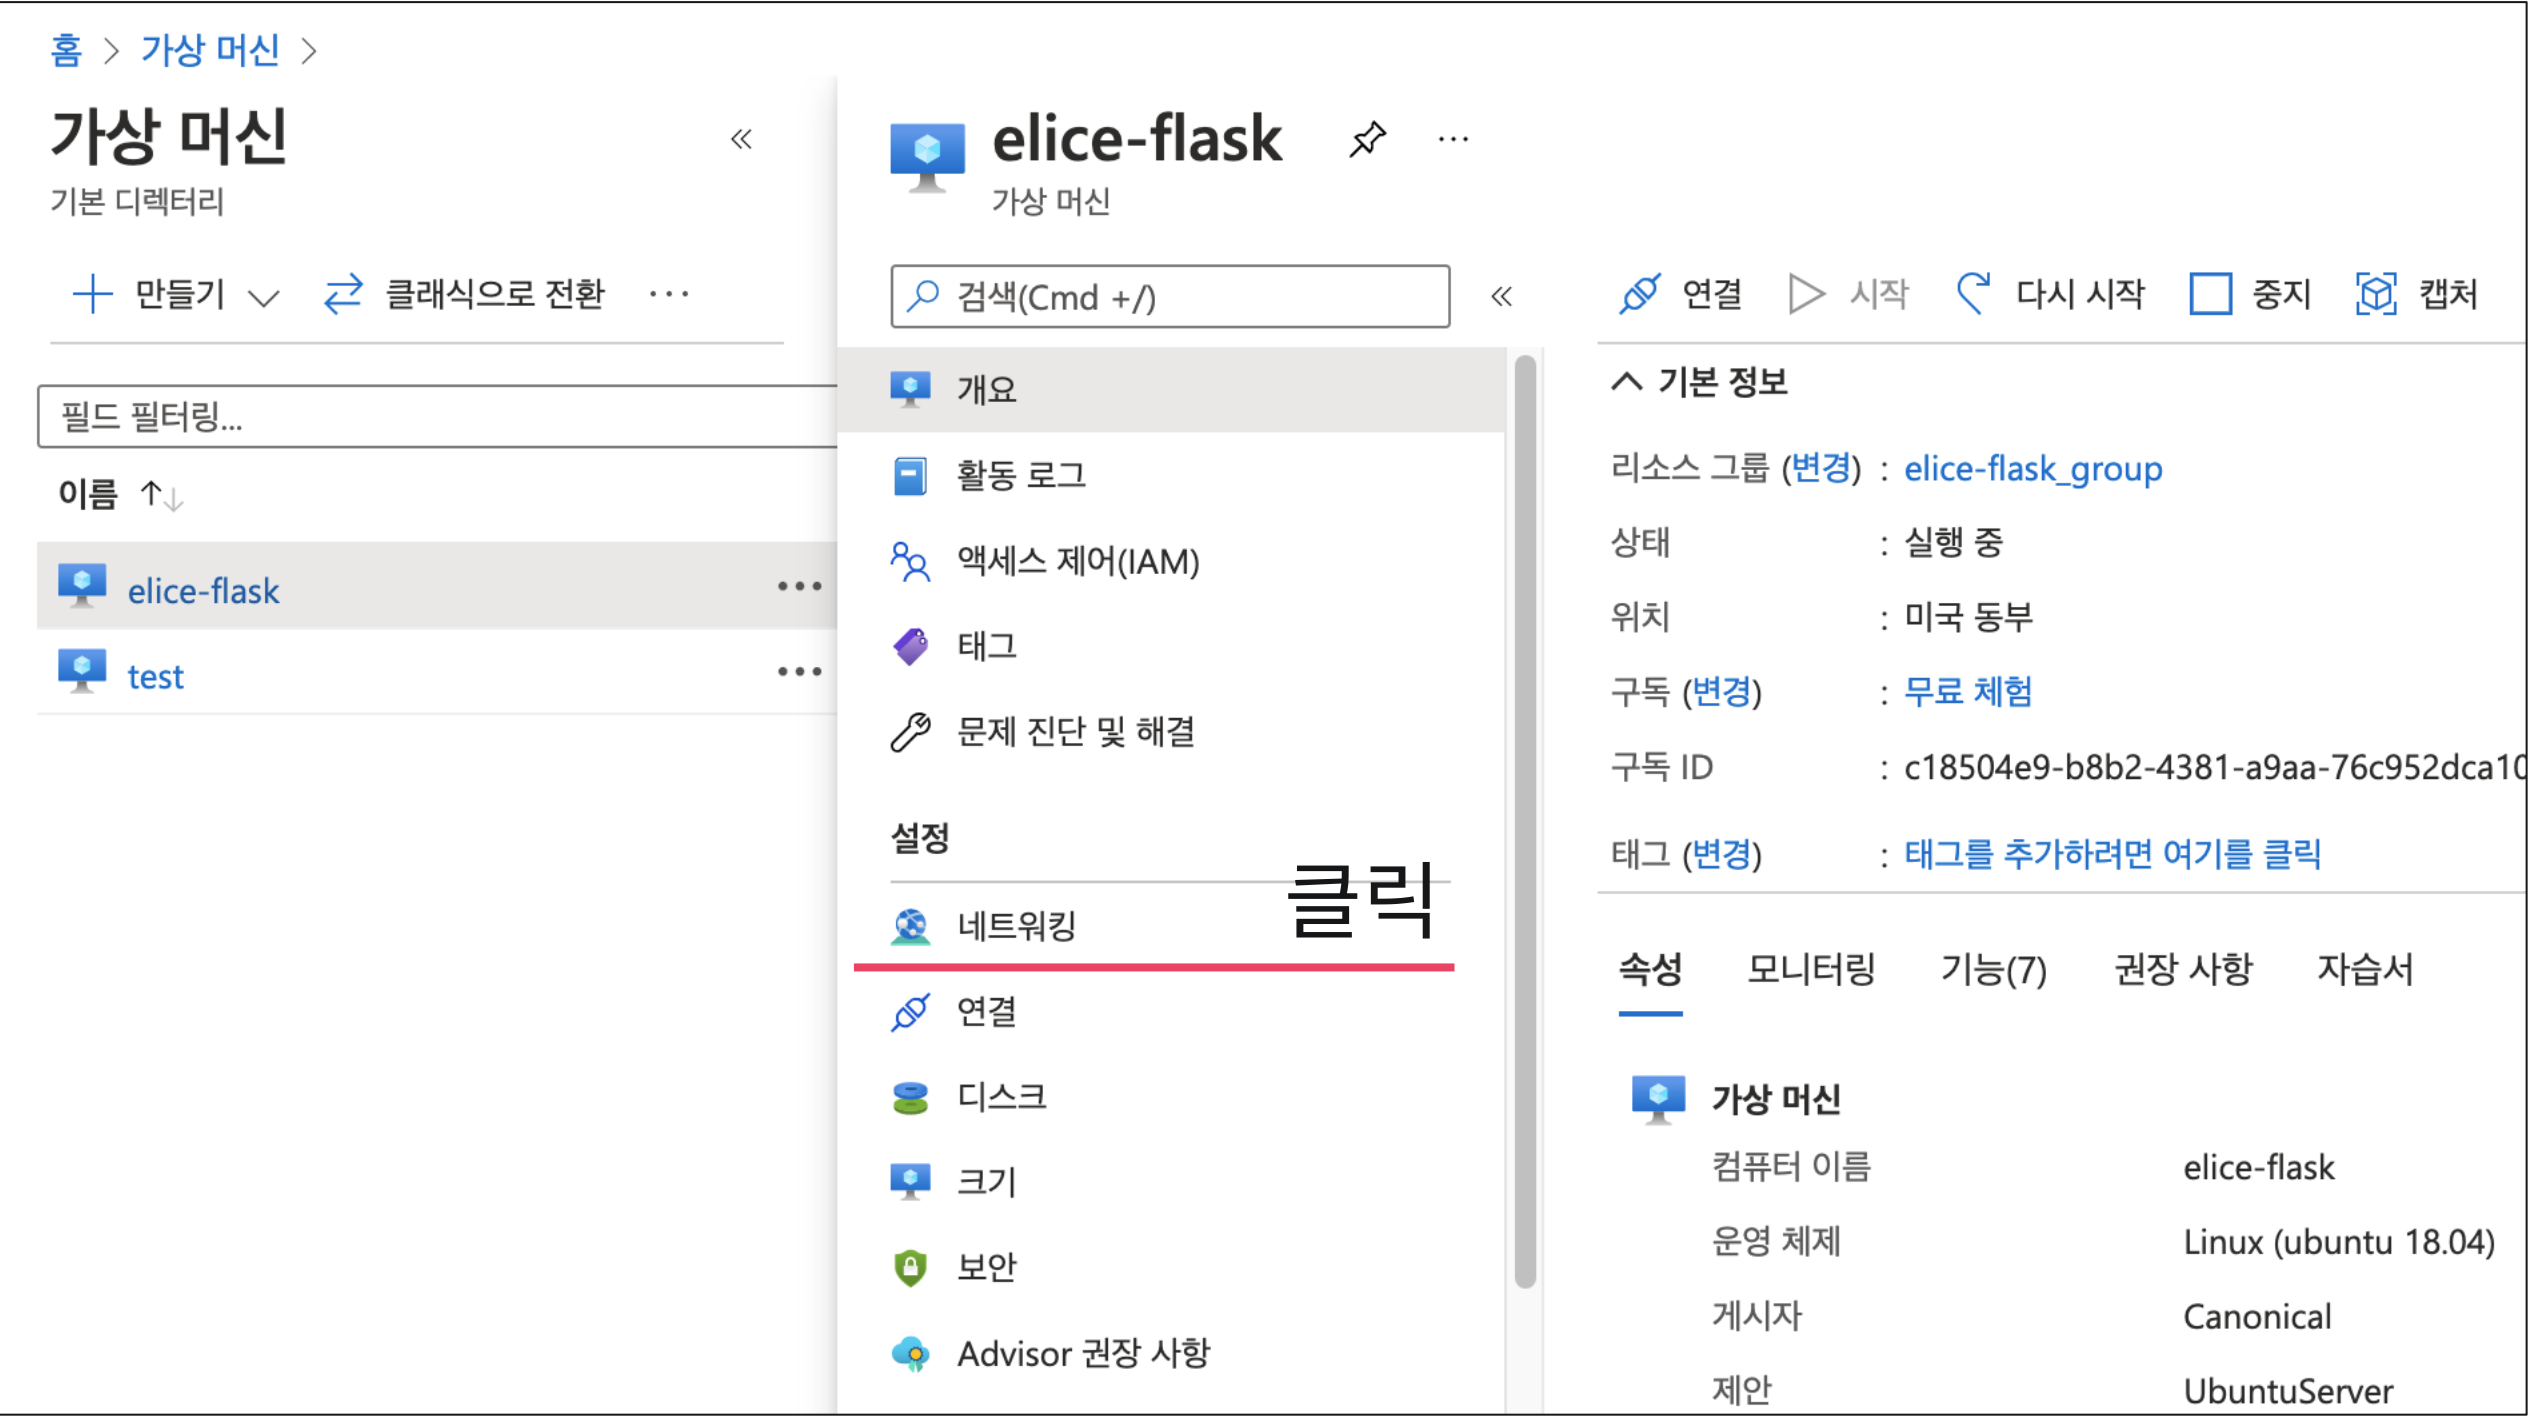 홈 > 가상 머신 >
가상 머신
기본 디렉터리
만들기
클래식으로 전환
...
필드 필터링...
이름
elice-flask
test
elice-flask
...
가상 머신
검색(Cmd +/)
개요
활동 로그
액세스 제어(IAM)
태그
문제 진단 및 해결
설정
클릭
네트워킹
연결
디스크
크기
보안
Advisor 권장 사항
연결 시작 다시 시작 중지 캡처
기본 정보
리소스 그룹 (변경) : elice-flask_group
상태 : 실행 중
위치 : 미국 동부
구독 (변경) : 무료 체험
구독 ID : c18504e9-b8b2-4381-a9aa-76c952dca10
태그 (변경) : 태그를 추가하려면 여기를 클릭
속성 모니터링 기능(7) 권장 사항 자습서
가상 머신
컴퓨터 이름 elice-flask
운영 체제 Linux (ubuntu 18.04)
게시자 Canonical
제안 UbuntuServer